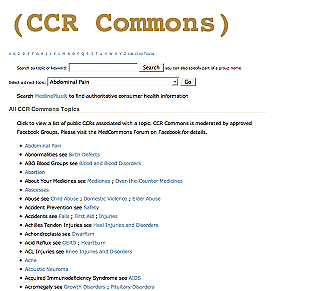 (CCR Commons)
A B C D E F G H I J K L M N O P Q R S T U V W X Y Z
Search by topic or keyword: Search you can also specify part of a group name
Select a direct topic: Abdominal Pain Go
Search MedlinePlus® to find authoritative consumer health information
All CCR Commons Topics
Click to view a list of public CCRs associated with a topic. CCR Commons is moderated by approved
Facebook Groups. Please visit the MedCommons Forum on Facebook for details.
• Abdominal Pain
• Abnormalities see Birth Defects
• ABO Blood Groups see Blood and Blood Disorders
• Abortion
• About Your Medicines see Medicines ; Over-the-Counter Medicines
• Abscesses
• Abuse see Child Abuse ; Domestic Violence ; Elder Abuse
• Accident Prevention see Safety
• Accidents see Falls ; First Aid ; Injuries
• Achilles Tendon Injuries see Heel Injuries and Disorders
• Achondroplasia see Dwarfism
• Acid Reflux see GERD ; Heartburn
• ACL Injuries see Knee Injuries and Disorders
• Acne
• Acoustic Neuroma
• Acquired Immunodeficiency Syndrome see AIDS
• Acromegaly see Growth Disorders ; Pituitary Disorders